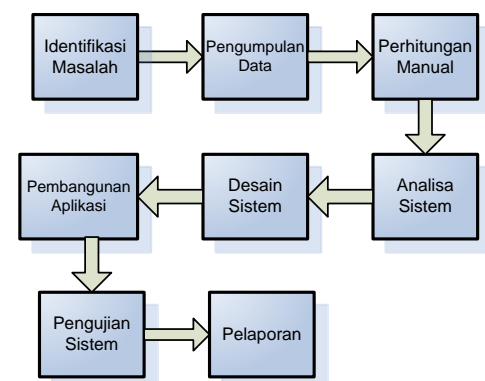 Identifikasi
Masalah
Pengumpulan
Data
Perhitungan
Manual
Analisa
Sistem
Desain
Sistem
Pembangunan
Aplikasi
Pengujian
Sistem
Pelaporan